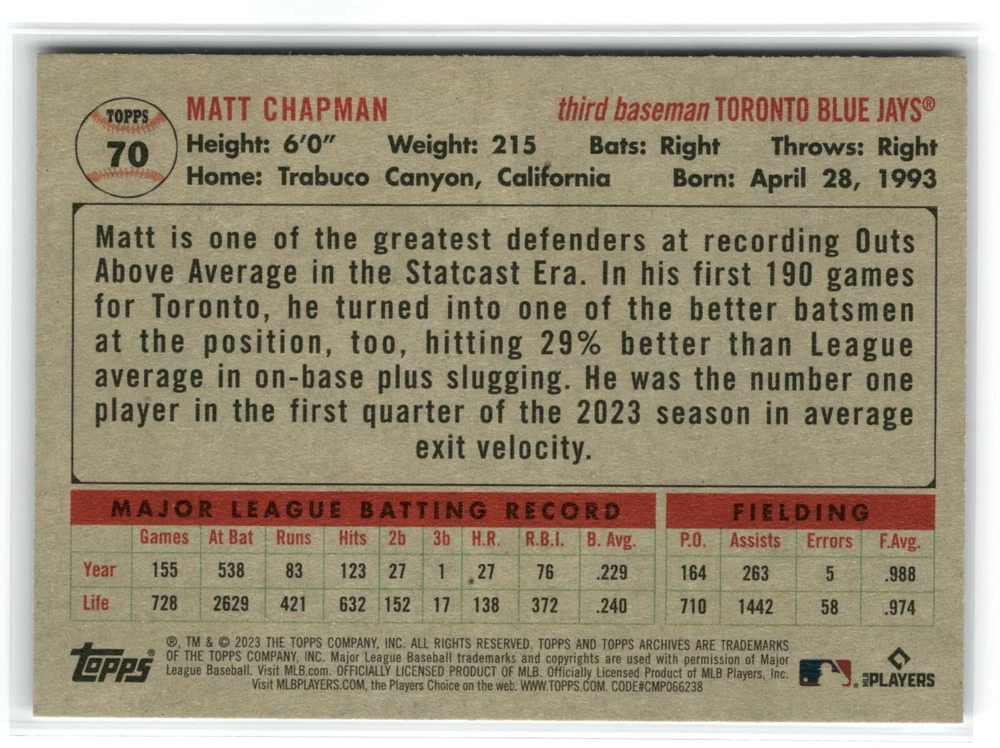 TOPPS
70
MATT CHAPMAN third baseman TORONTO BLUE JAYS®
Height: 6'0" Weight: 215 Bats: Right Throws: Right
Home: Trabuco Canyon, California Born: April 28, 1993
Matt is one of the greatest defenders at recording Outs
Above Average in the Statcast Era. In his first 190 games
for Toronto, he turned into one of the better batsmen
at the position, too, hitting 29% better than League
average in on-base plus slugging. He was the number one
player in the first quarter of the 2023 season in average
exit velocity.
MAJOR LEAGUE BATTING RECORD FIELDING
Games At Bat Runs Hits 2b 3b H.R. R.B.I. B. Avg. P.O. Assists Errors F.Avg.
Year 155 538 83 123 27 1 27 76 .229 164 263 5 .988
Life 728 2629 421 632 152 17 138 372 .240 710 1442 58 .974
®, TM & © 2023 THE TOPPS COMPANY, INC. ALL RIGHTS RESERVED. TOPPS AND TOPPS ARCHIVES ARE TRADEMARKS
OF THE TOPPS COMPANY, INC. Major League Baseball trademarks and copyrights are used with permission of Major
League Baseball. Visit MLB.com. OFFICIALLY LICENSED PRODUCT OF MLB. Officially Licensed Product of MLB Players, Inc.
Visit MLBPLAYERS.COM, the Players Choice on the web. WWW.TOPPS.COM. CODE#CMP066238
TOPPS®
MLB PLAYERS